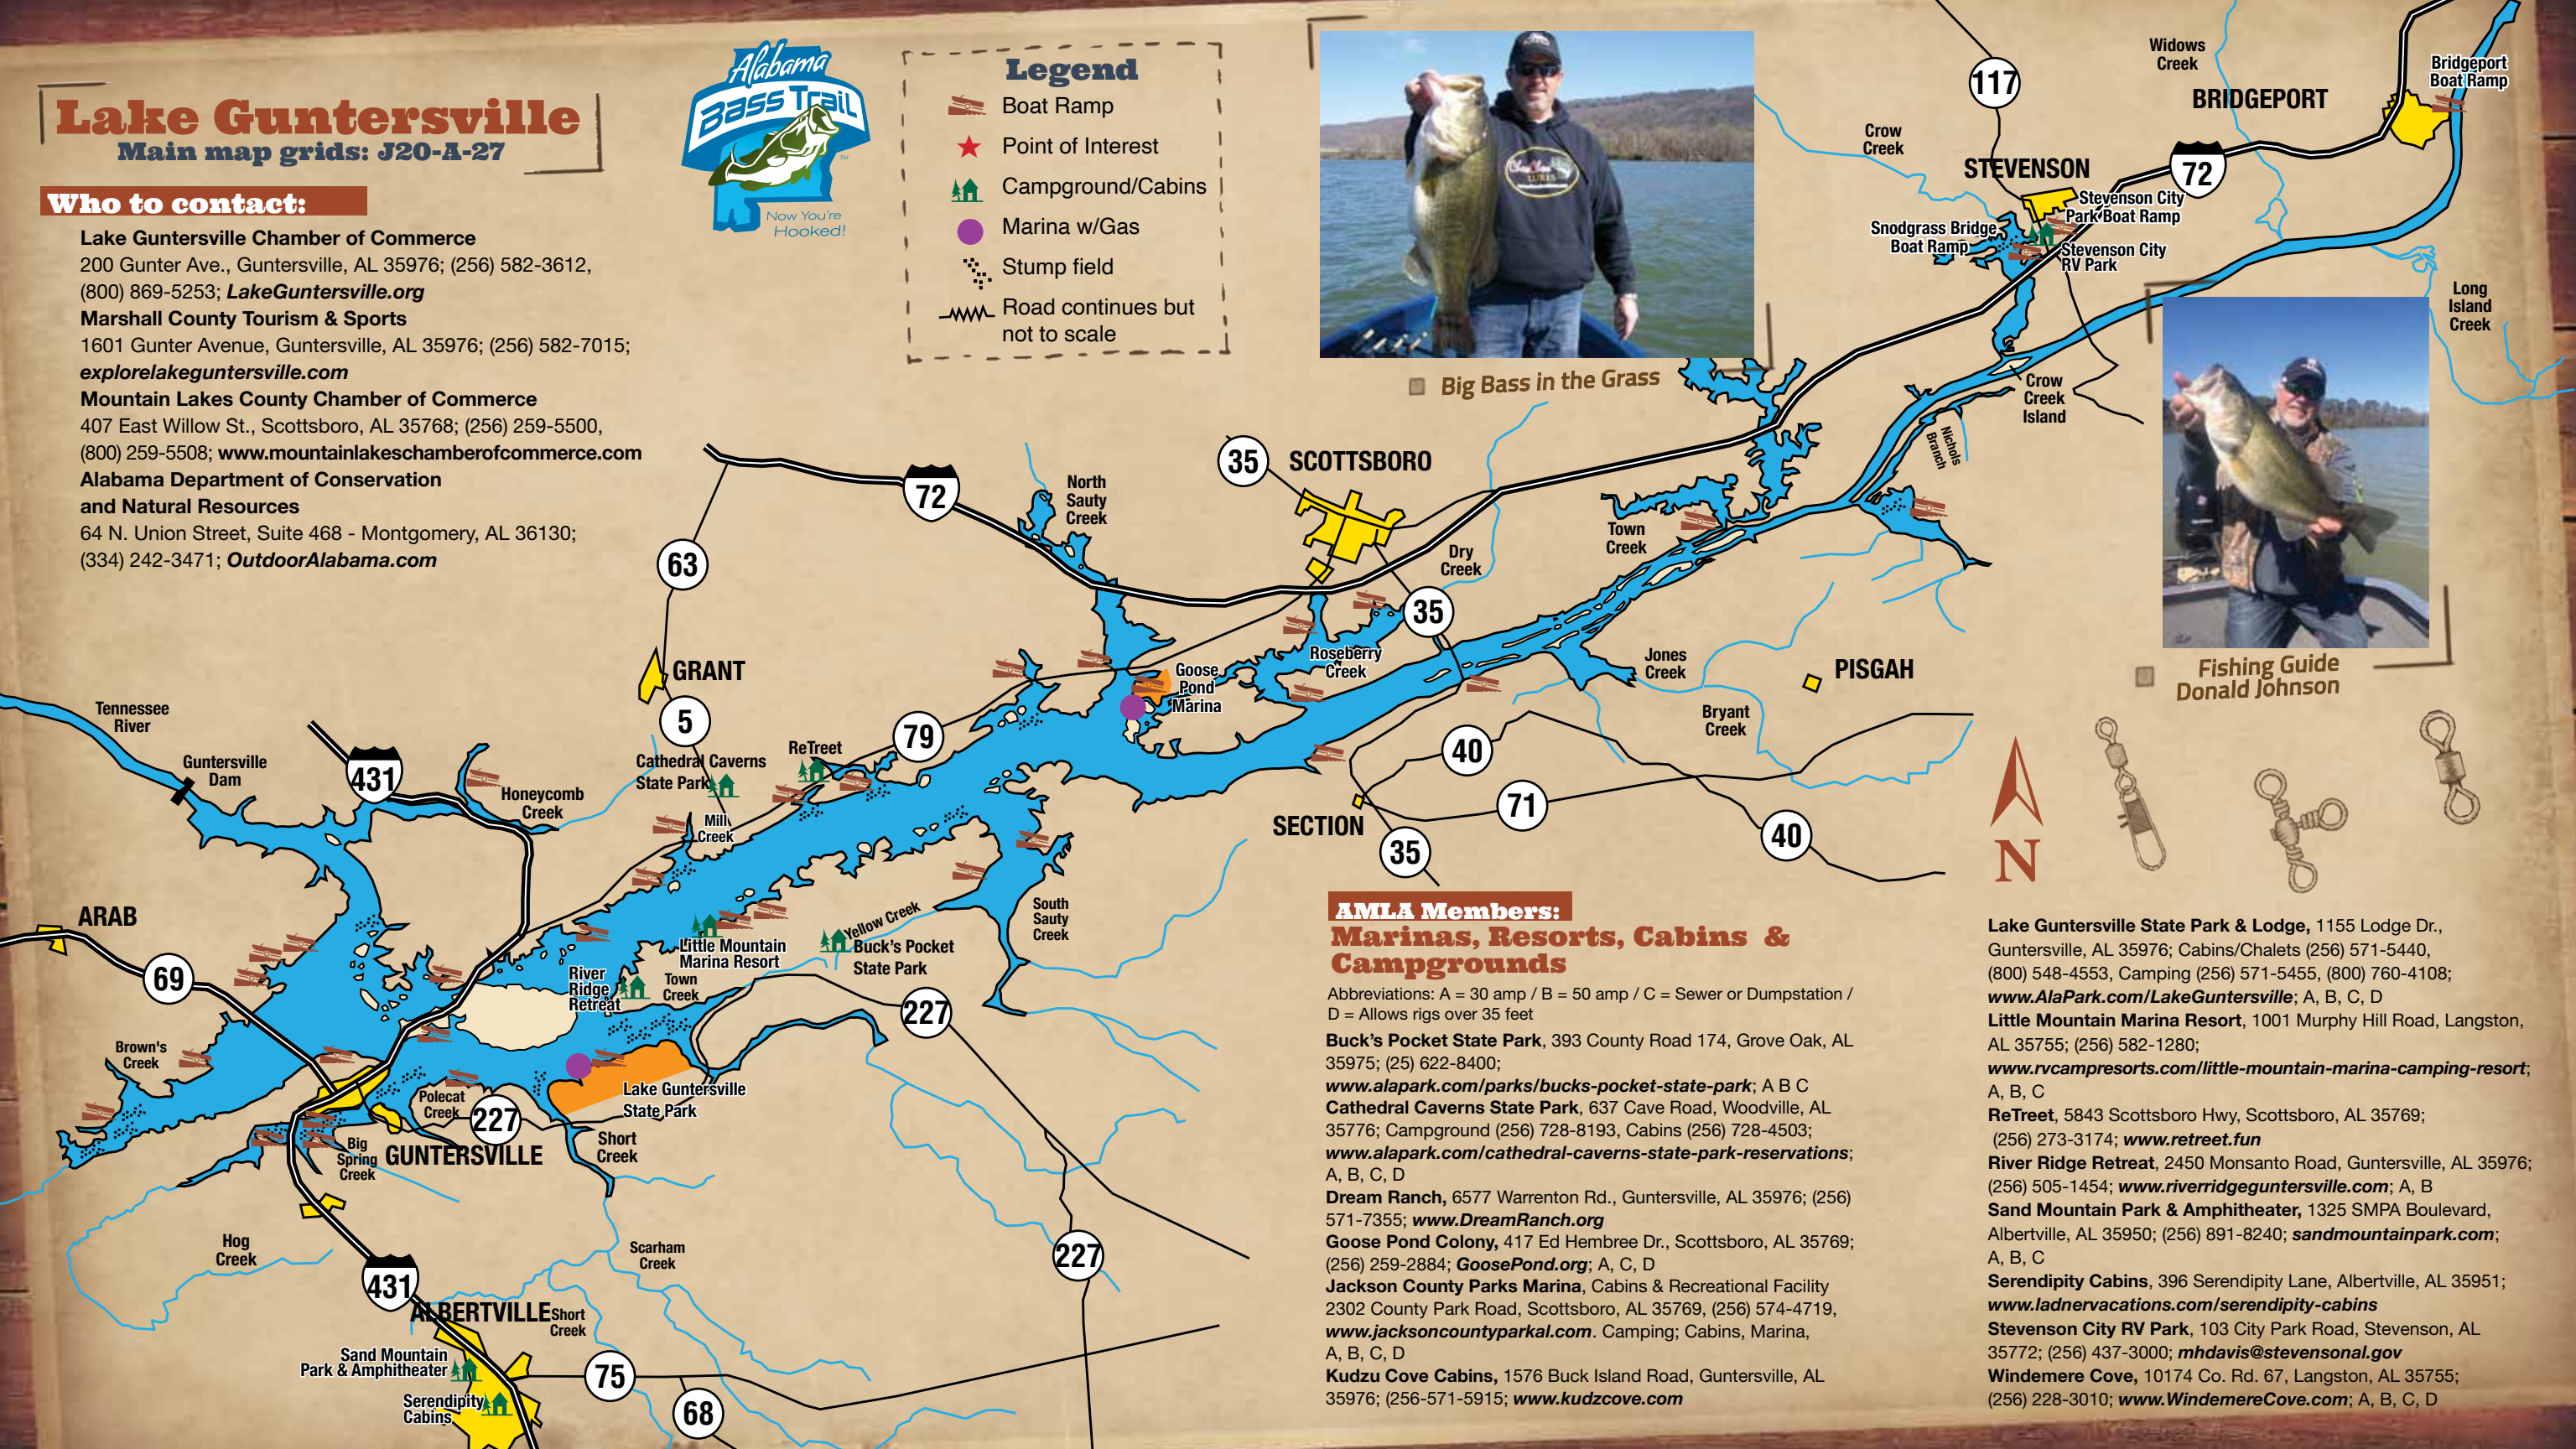 Lake Guntersville
Main map grids: J20-A-27
Who to contact:
Lake Guntersville Chamber of Commerce
200 Gunter Ave., Guntersville, AL 35976; (256) 582-3612,
(800) 869-5253; LakeGuntersville.org
Marshall County Tourism & Sports
1601 Gunter Avenue, Guntersville, AL 35976; (256) 582-7015;
explorelakeguntersville.com
Mountain Lakes County Chamber of Commerce
407 East Willow St., Scottsboro, AL 35768; (256) 259-5500,
(800) 259-5508; www.mountainlakeschamberofcommerce.com
Alabama Department of Conservation
and Natural Resources
64 N. Union Street, Suite 468 - Montgomery, AL 36130;
(334) 242-3471; OutdoorAlabama.com
Alabama
Bass Trail
TM
Now You're
Hooked!
Legend
Boat Ramp
Point of Interest
Campground/Cabins
Marina w/Gas
Stump field
Road continues but
not to scale
Big Bass in the Grass
117
Widows
Creek
Bridgeport
Boat Ramp
BRIDGEPORT
Crow
Creek
STEVENSON
72
Stevenson City
Park Boat Ramp
Snodgrass Bridge
Boat Ramp
Stevenson City
RV Park
Long
Island
Creek
Crow
Creek
Island
Nichols
Branch
Fishing Guide
Donald Johnson
72
North
Sauty
Creek
35
SCOTTSBORO
Dry
Creek
Town
Creek
63
35
GRANT
5
Goose
Pond
Marina
Roseberry
Creek
Jones
Creek
PISGAH
Bryant
Creek
Tennessee
River
Guntersville
Dam
431
Honeycomb
Creek
Cathedral Caverns
State Park
ReTreet
79
40
71
40
SECTION
35
Mill
Creek
N
ARAB
69
South
Sauty
Creek
Yellow Creek
Buck's Pocket
State Park
Little Mountain
Marina Resort
River
Ridge
Retreat
Town
Creek
227
Brown's
Creek
Lake Guntersville
State Park
Polecat
Creek
227
Big
Spring
Creek
GUNTERSVILLE
Short
Creek
Hog
Creek
Scarham
Creek
227
431
ALBERTVILLE
Short
Creek
Sand Mountain
Park & Amphitheater
Serendipity
Cabins
75
68
AMLA Members:
Marinas, Resorts, Cabins &
Campgrounds
Abbreviations: A = 30 amp / B = 50 amp / C = Sewer or Dumpstation /
D = Allows rigs over 35 feet
Buck's Pocket State Park, 393 County Road 174, Grove Oak, AL
35975; (25) 622-8400;
www.alapark.com/parks/bucks-pocket-state-park; A B C
Cathedral Caverns State Park, 637 Cave Road, Woodville, AL
35776; Campground (256) 728-8193, Cabins (256) 728-4503;
www.alapark.com/cathedral-caverns-state-park-reservations;
A, B, C, D
Dream Ranch, 6577 Warrenton Rd., Guntersville, AL 35976; (256)
571-7355; www.DreamRanch.org
Goose Pond Colony, 417 Ed Hembree Dr., Scottsboro, AL 35769;
(256) 259-2884; GoosePond.org; A, C, D
Jackson County Parks Marina, Cabins & Recreational Facility
2302 County Park Road, Scottsboro, AL 35769, (256) 574-4719,
www.jacksoncountyparkal.com. Camping; Cabins, Marina,
A, B, C, D
Kudzu Cove Cabins, 1576 Buck Island Road, Guntersville, AL
35976; (256-571-5915; www.kudzcove.com
Lake Guntersville State Park & Lodge, 1155 Lodge Dr.,
Guntersville, AL 35976; Cabins/Chalets (256) 571-5440,
(800) 548-4553, Camping (256) 571-5455, (800) 760-4108;
www.AlaPark.com/LakeGuntersville; A, B, C, D
Little Mountain Marina Resort, 1001 Murphy Hill Road, Langston,
AL 35755; (256) 582-1280;
www.rvcampresorts.com/little-mountain-marina-camping-resort;
A, B, C
ReTreet, 5843 Scottsboro Hwy, Scottsboro, AL 35769;
(256) 273-3174; www.retreet.fun
River Ridge Retreat, 2450 Monsanto Road, Guntersville, AL 35976;
(256) 505-1454; www.riverridgeguntersville.com; A, B
Sand Mountain Park & Amphitheater, 1325 SMPA Boulevard,
Albertville, AL 35950; (256) 891-8240; sandmountainpark.com;
A, B, C
Serendipity Cabins, 396 Serendipity Lane, Albertville, AL 35951;
www.ladnervacations.com/serendipity-cabins
Stevenson City RV Park, 103 City Park Road, Stevenson, AL
35772; (256) 437-3000; mhdavis@stevensonal.gov
Windemere Cove, 10174 Co. Rd. 67, Langston, AL 35755;
(256) 228-3010; www.WindemereCove.com; A, B, C, D